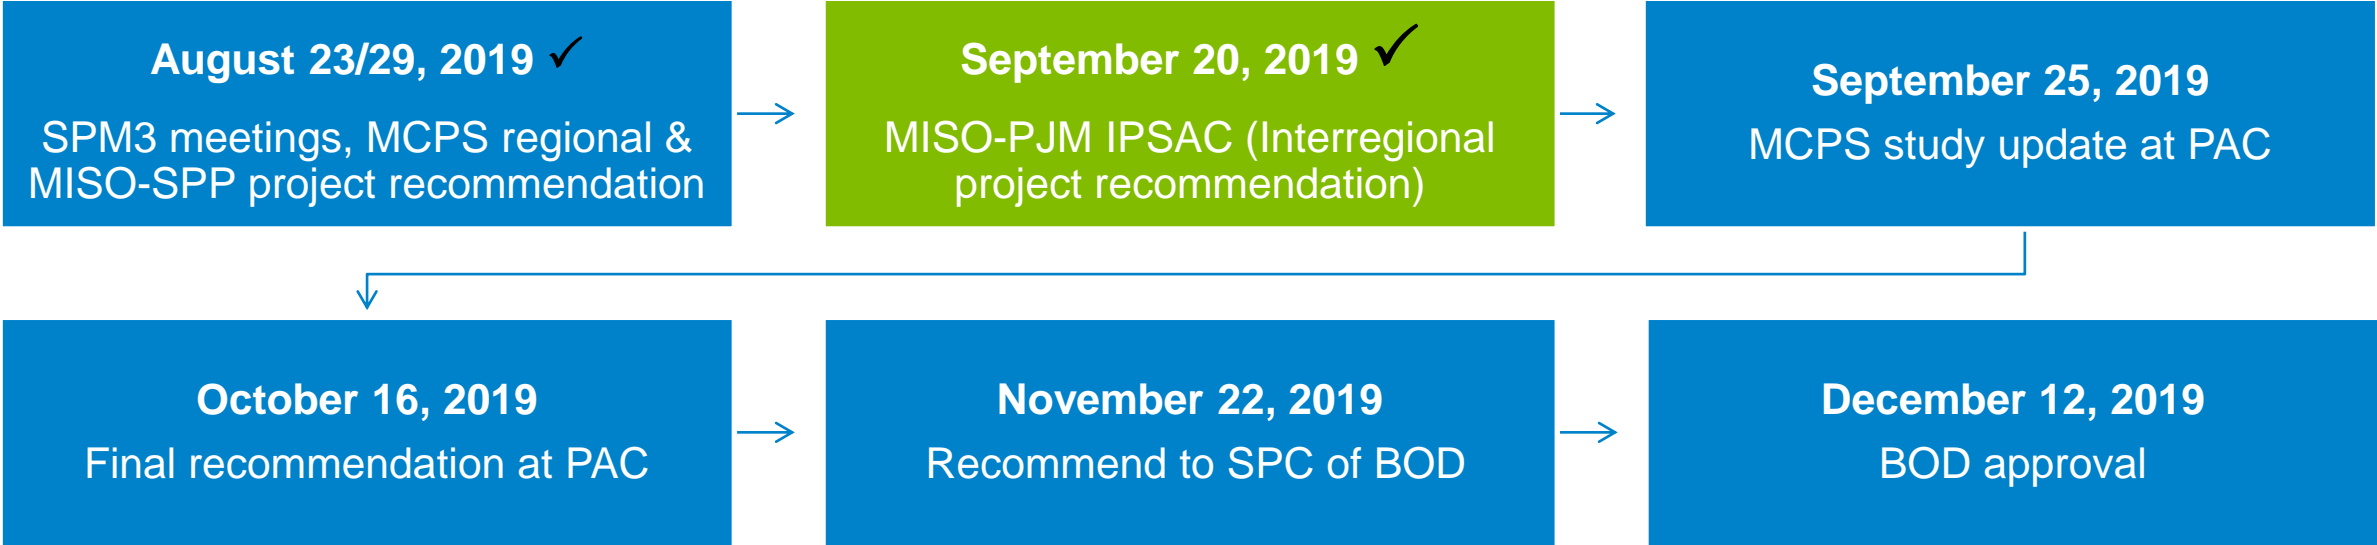 August 23/29, 2019 ✓
SPM3 meetings, MCPS regional &
MISO-SPP project recommendation
September 20, 2019 ✓
MISO-PJM IPSAC (Interregional
project recommendation)
September 25, 2019
MCPS study update at PAC
October 16, 2019
Final recommendation at PAC
November 22, 2019
Recommend to SPC of BOD
December 12, 2019
BOD approval